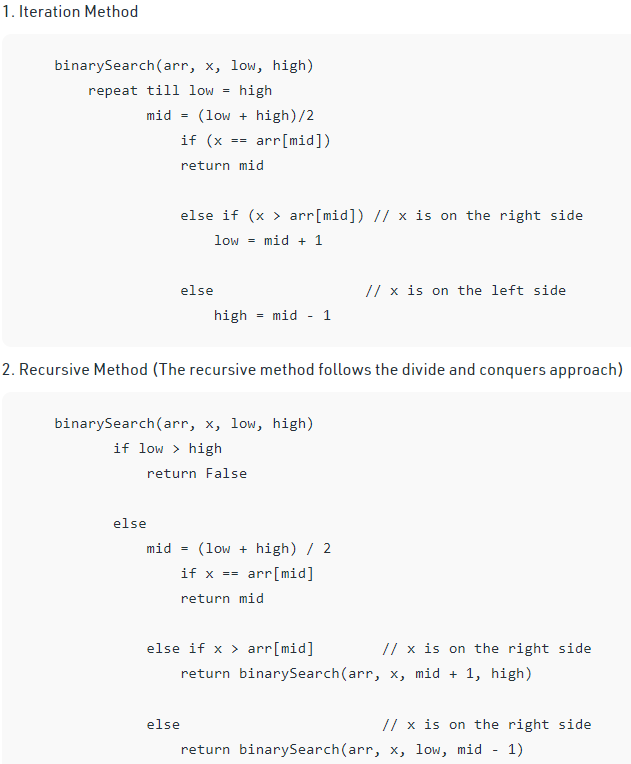 1. Iteration Method
binarySearch(arr, x, low, high)
repeat till low = high
mid = (low + high)/2
if (x == arr[mid])
return mid
else if (x > arr[mid]) // x is on the right side
low = mid + 1
else // x is on the left side
high = mid - 1
2. Recursive Method (The recursive method follows the divide and conquers approach)
binarySearch(arr, x, low, high)
if low > high
return False
else
mid = (low + high) / 2
if x == arr[mid]
return mid
else if x > arr[mid] // x is on the right side
return binarySearch(arr, x, mid + 1, high)
else // x is on the right side
return binarySearch(arr, x, low, mid - 1)